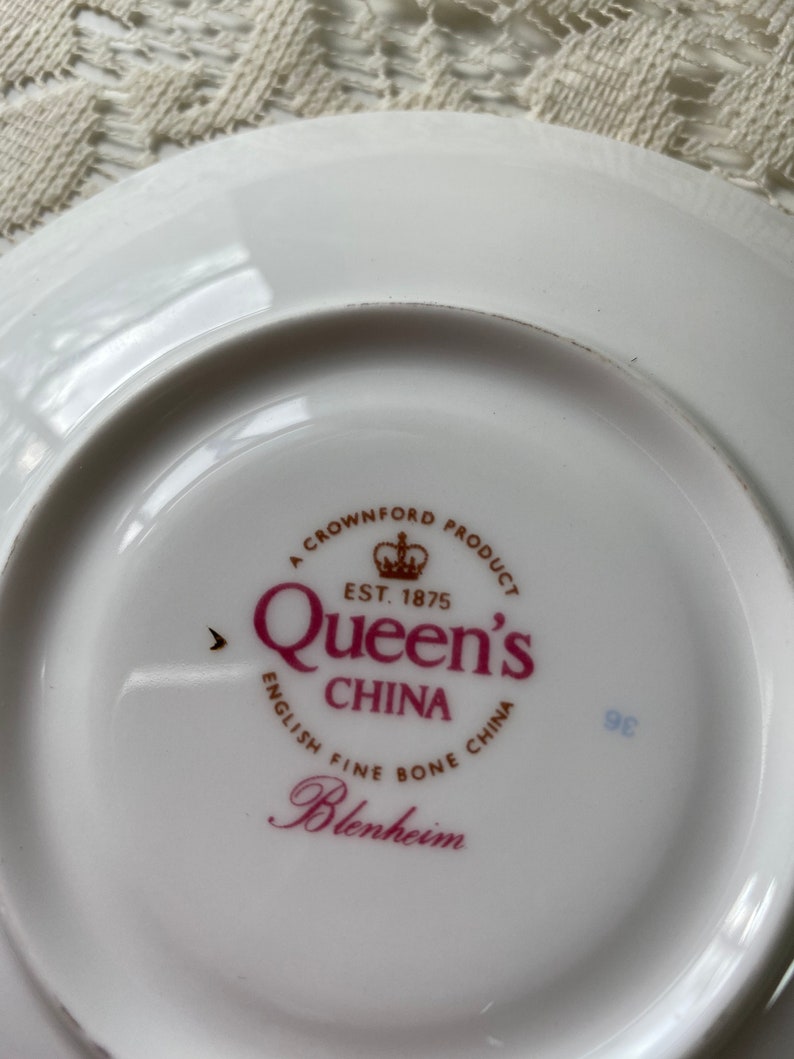 A CROWNFORD PRODUCT
EST. 1875
Queen's
CHINA
ENGLISH FINE BONE CHINA
Blenheim
36